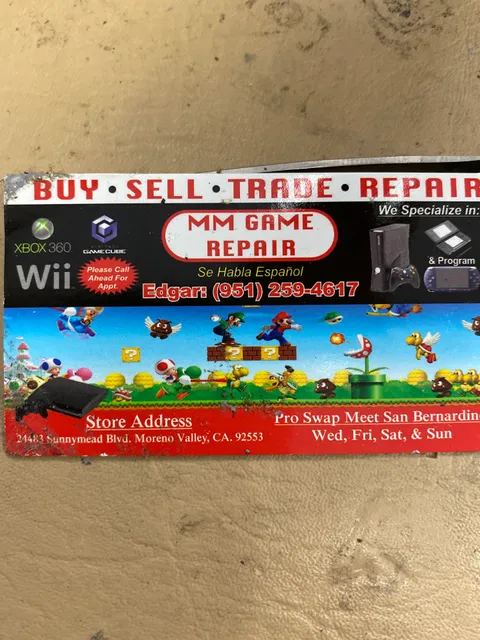 BUY • SELL • TRADE • REPAIR
We Specialize in:
MM GAME
REPAIR
XBOX 360
GAMECUBE
Wii
Please Call
Ahead For
Appt.
& Program
Se Habla Español
Edgar: (951) 259-4617
? ? ?
Store Address
24483 Sunnymead Blvd. Moreno Valley, CA. 92553
Pro Swap Meet San Bernardino
Wed, Fri, Sat, & Sun